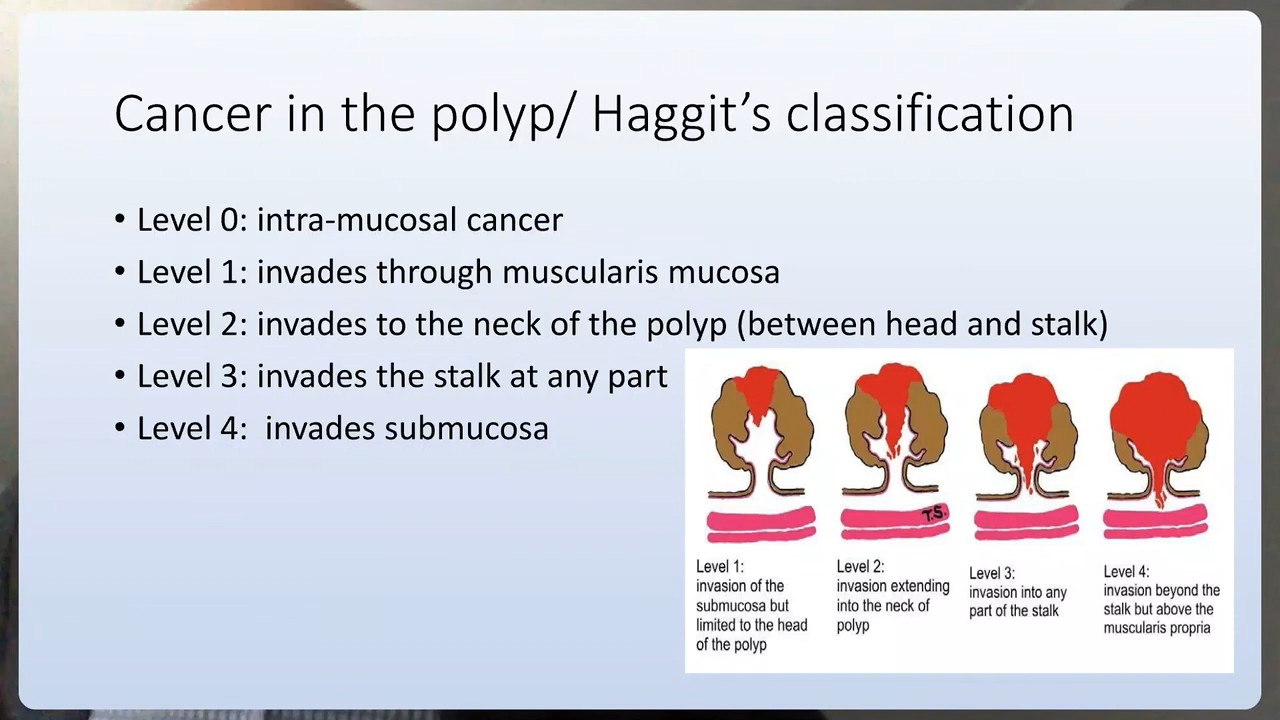 Cancer in the polyp/ Haggit’s classification
• Level 0: intra-mucosal cancer
• Level 1: invades through muscularis mucosa
• Level 2: invades to the neck of the polyp (between head and stalk)
• Level 3: invades the stalk at any part
• Level 4:  invades submucosa
T.S.
Level 1:
invasion of the
submucosa but
limited to the head
of the polyp
Level 2:
invasion extending
into the neck of
polyp
Level 3:
invasion into any
part of the stalk
Level 4:
invasion beyond the
stalk but above the
muscularis propria